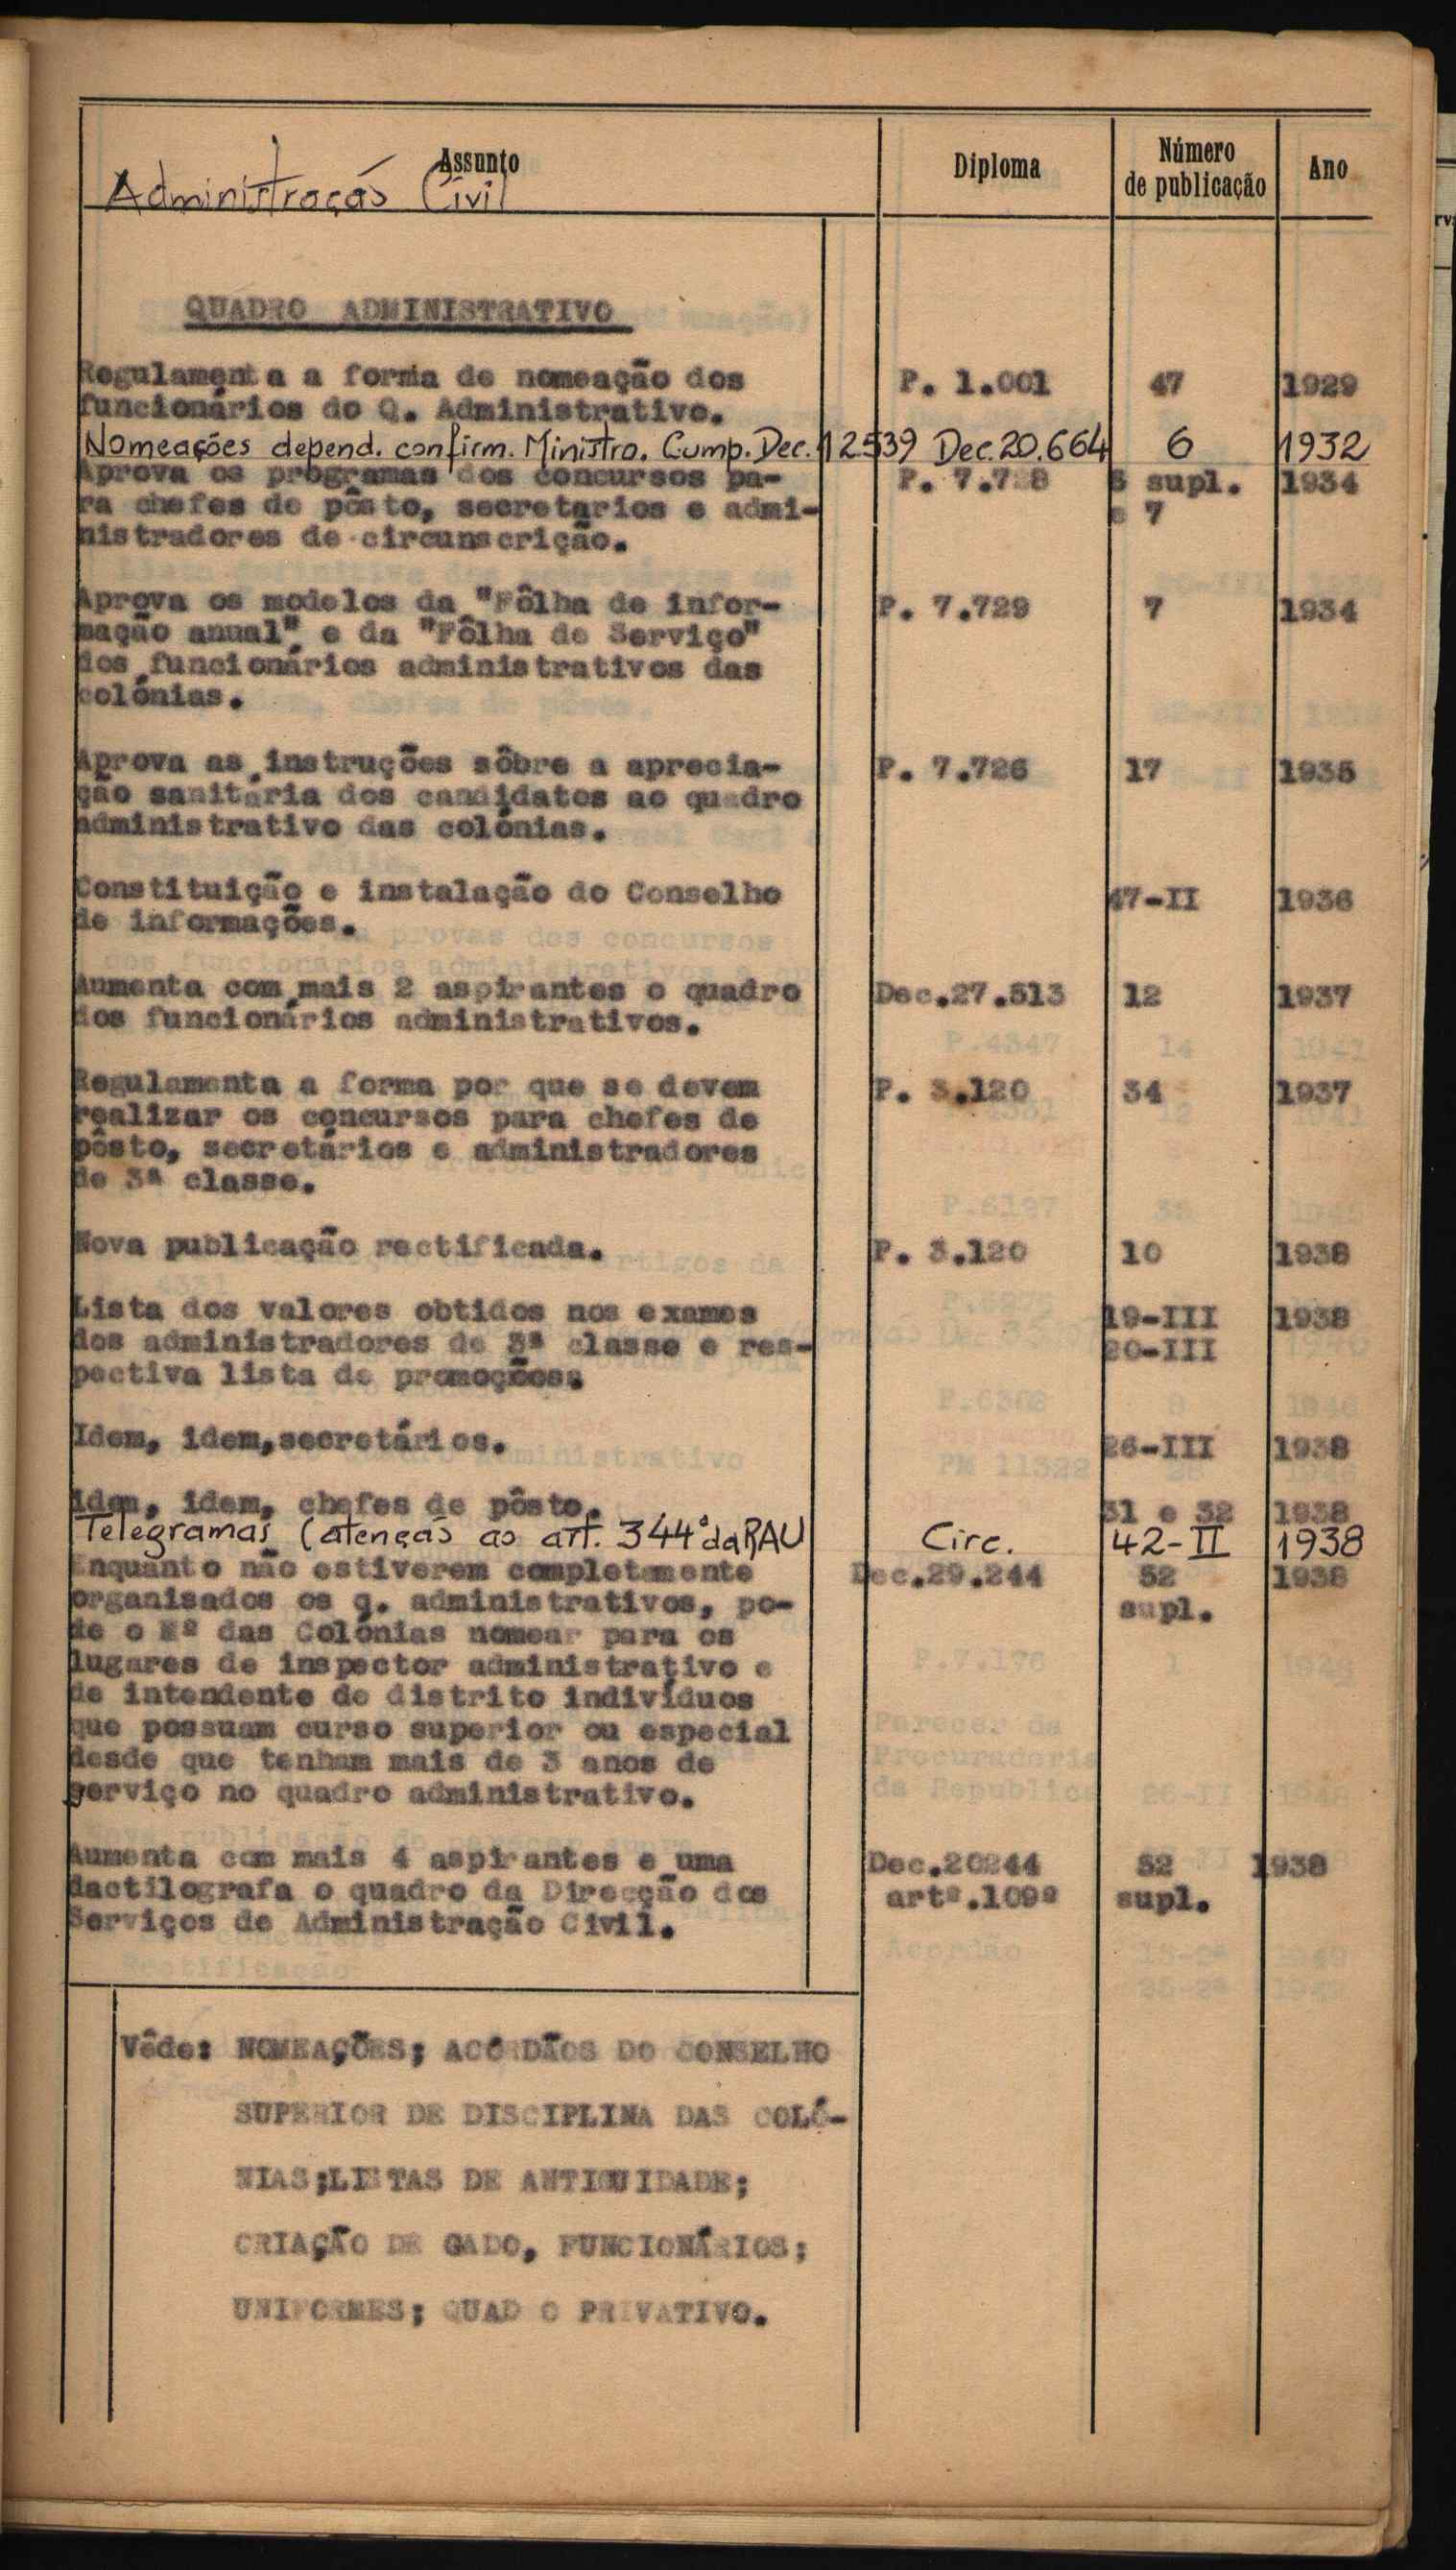 Assunto Diploma Número de publicação Ano
Administração Civil
QUADRO ADMINISTRATIVO
Regulamenta a forma de nomeação dos P. 1.001 47 1929
funcionários do Q. Administrativo.
Nomeações depend. confirm. Ministro. Cump. Dec. 12539 Dec. 20.664 6 1932
Aprova os programas dos concursos pa- P. 7.728 6 supl. 1934
ra chefes de pôsto, secretarios e admi- e 7
nistradores de circunscrição.
Aprova os modelos da "Fôlha de infor- P. 7.729 7 1934
mação anual" e da "Fôlha de Serviço"
dos funcionários administrativos das
colónias.
Aprova as instruções sôbre a aprecia- P. 7.726 17 1935
ção sanitária dos candidatos ao quadro
administrativo das colónias.
Constituição e instalação do Conselho 47-II 1936
de informações.
Aumenta com mais 2 aspirantes o quadro Dec.27.513 12 1937
dos funcionários administrativos.
Regulamenta a forma por que se devem P. 3.120 34 1937
realizar os concursos para chefes de
pôsto, secretários e administradores
de 3ª classe.
Nova publicação rectificada. P. 3.120 10 1938
Lista dos valores obtidos nos exames 19-III 1938
dos administradores de 3ª classe e res- 20-III
pectiva lista de promoções.
Idem, idem,secretários. 26-III 1938
Idem, idem, chefes de pôsto. 31 e 32 1938
Telegramas (atenção ao art. 344º da RAU Circ. 42-II 1938
Enquanto não estiverem completamente Dec.29.244 52 1938
organisados os q. administrativos, po- supl.
de o Mº das Colónias nomear para os
lugares de inspector administrativo e
de intendente de distrito indivíduos
que possuam curso superior ou especial
desde que tenham mais de 3 anos de
serviço no quadro administrativo.
Aumenta com mais 4 aspirantes e uma Dec.20244 52 1938
dactilografa o quadro da Direcção dos artº.109º supl.
Serviços de Administração Civil.
Vêde: NOMEAÇÕES; ACÓRDÃOS DO CONSELHO
SUPERIOR DE DISCIPLINA DAS COLÓ-
NIAS;LISTAS DE ANTIGUIDADE;
CRIAÇÃO DE GADO, FUNCIONÁRIOS;
UNIFORMES; QUAD O PRIVATIVO.